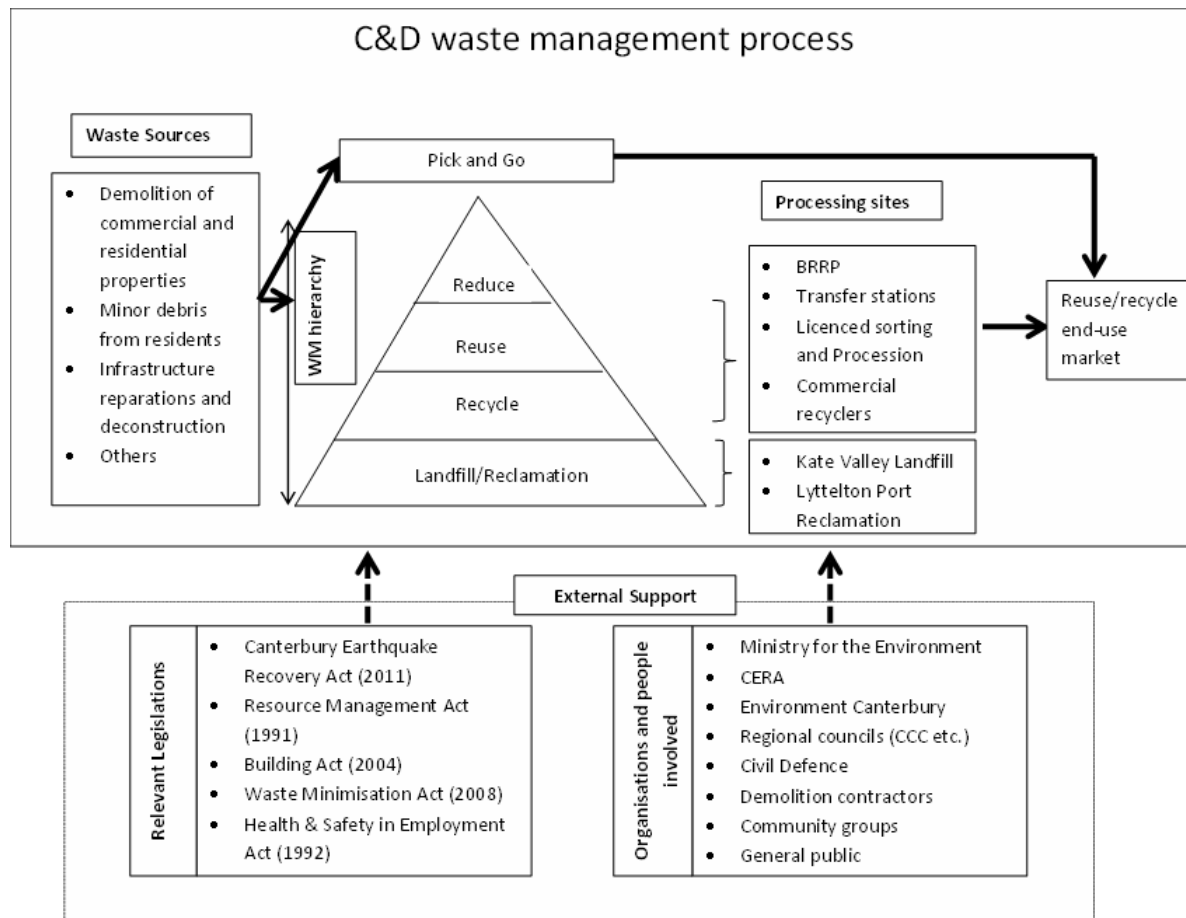 C&D waste management process
Waste Sources
• Demolition of
commercial and
residential
properties
• Minor debris
from residents
• Infrastructure
reparations and
deconstruction
• Others
Pick and Go
WM hierarchy
Reduce
Reuse
Recycle
Landfill/Reclamation
Processing sites
• BRRP
• Transfer stations
• Licenced sorting
and Procession
• Commercial
recyclers
• Kate Valley Landfill
• Lyttelton Port
Reclamation
Reuse/recycle
end-use
market
External Support
Relevant Legislations
• Canterbury Earthquake
Recovery Act (2011)
• Resource Management Act
(1991)
• Building Act (2004)
• Waste Minimisation Act (2008)
• Health & Safety in Employment
Act (1992)
Organisations and people
involved
• Ministry for the Environment
• CERA
• Environment Canterbury
• Regional councils (CCC etc.)
• Civil Defence
• Demolition contractors
• Community groups
• General public